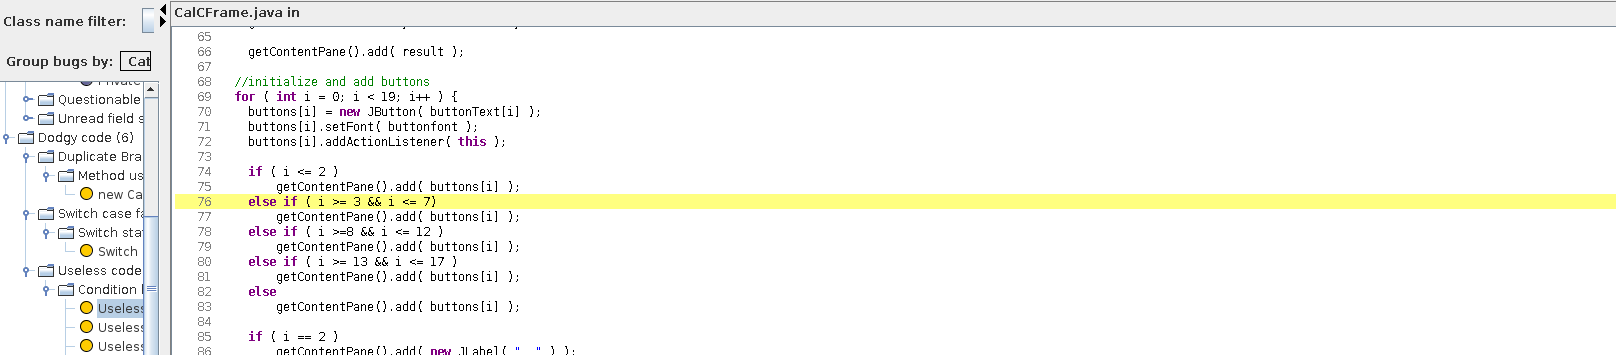 Class name filter:
Group bugs by:
Cat
Private
Questionable
Unread field s
Dodgy code (6)
Duplicate Bra
Method us
new Ca
Switch case fa
Switch sta
Switch
Useless code
Condition
Useless
Useless
Useless
CalCFrame.java in
65
66 getContentPane().add( result );
67
68 //initialize and add buttons
69 for ( int i = 0; i < 19; i++ ) {
70 buttons[i] = new JButton( buttonText[i] );
71 buttons[i].setFont( buttonfont );
72 buttons[i].addActionListener( this );
73
74 if ( i <= 2 )
75 getContentPane().add( buttons[i] );
76 else if ( i >= 3 && i <= 7)
77 getContentPane().add( buttons[i] );
78 else if ( i >=8 && i <= 12 )
79 getContentPane().add( buttons[i] );
80 else if ( i >= 13 && i <= 17 )
81 getContentPane().add( buttons[i] );
82 else
83 getContentPane().add( buttons[i] );
84
85 if ( i == 2 )
86 getContentPane().add( new JLabel( "  " ) );